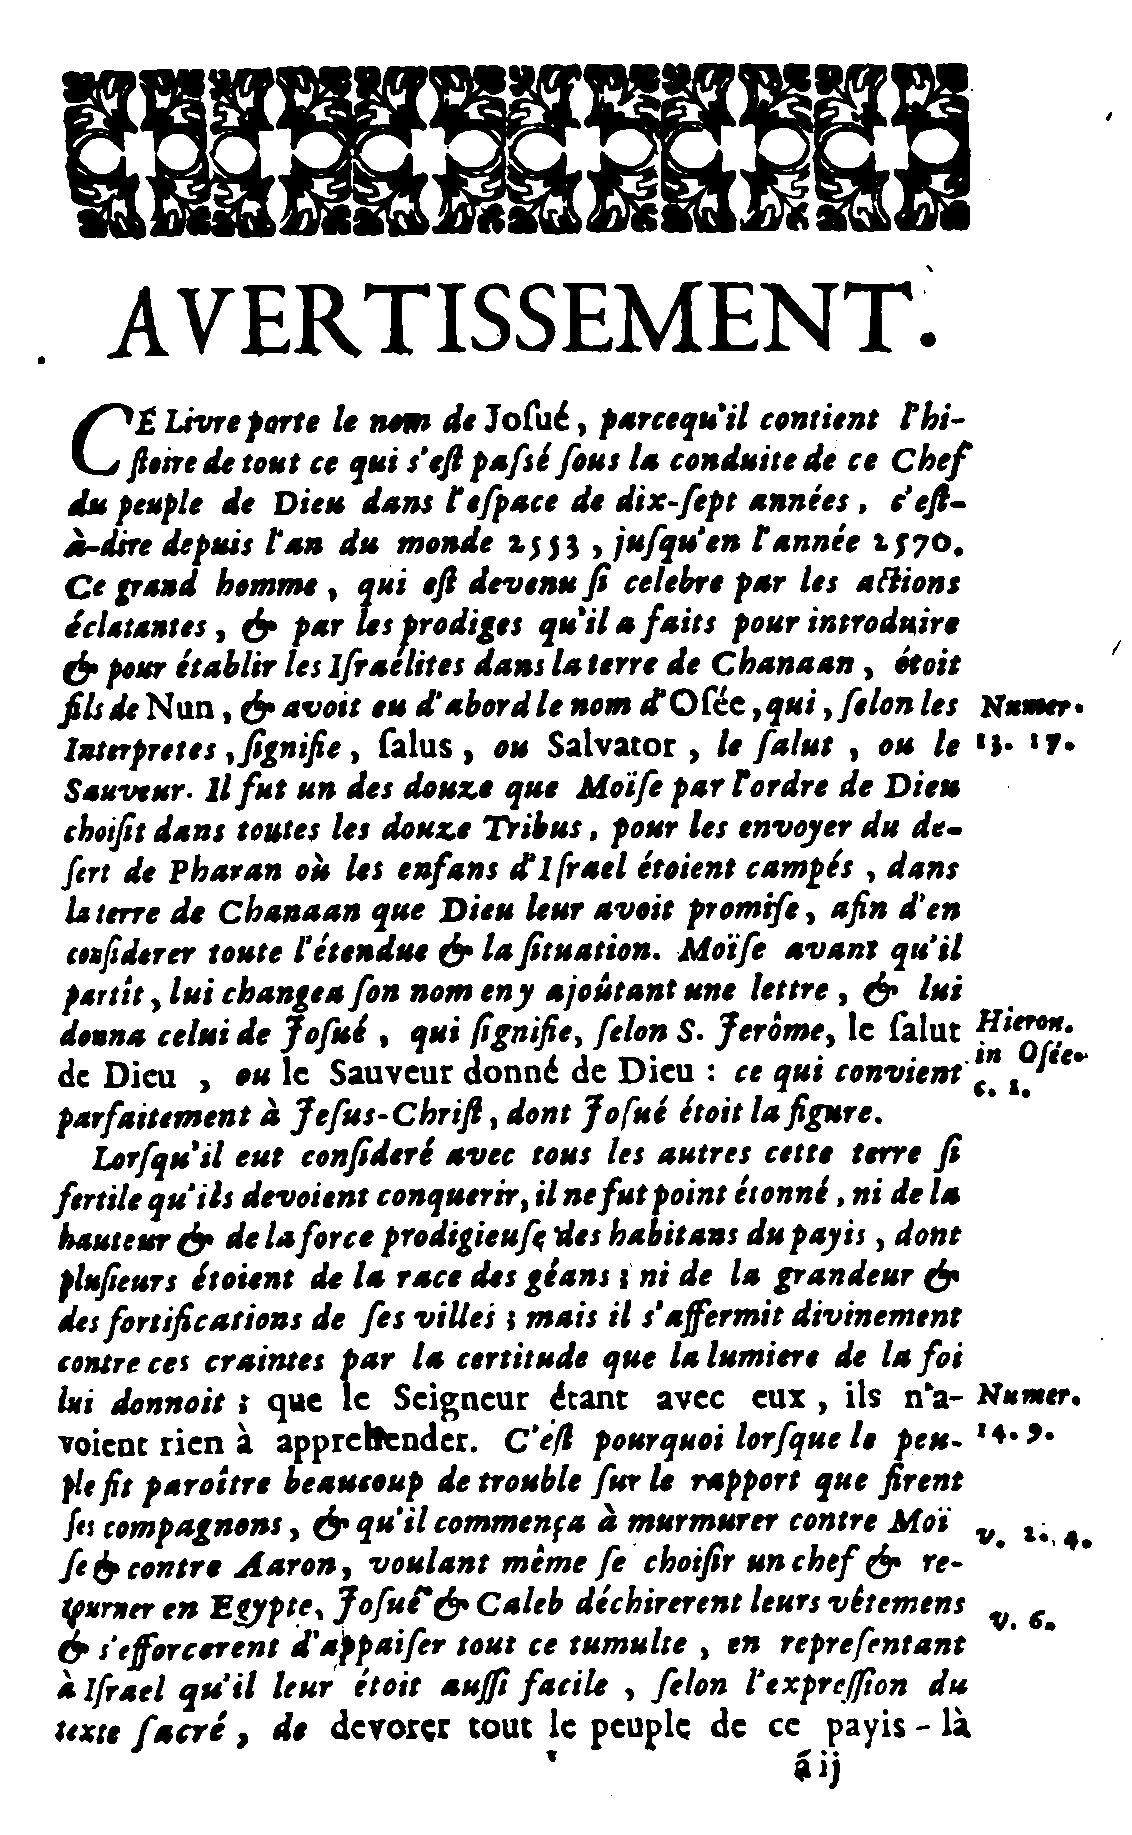 AVERTISSEMENT.
CE Livre porte le nom de Joſué, parcequ'il contient l'hi-
ſtoire de tout ce qui s'eſt paſsé ſous la conduite de ce Chef
du peuple de Dieu dans l'eſpace de dix-ſept années, c'eſt-
à-dire depuis l'an du monde 2553, juſqu'en l'année 2570.
Ce grand homme, qui eſt devenu ſi celebre par les actions
éclatantes, & par les prodiges qu'il a faits pour introduire
& pour établir les Iſraélites dans la terre de Chanaan, étoit
fils de Nun, & avoit eu d'abord le nom d'Oſée, qui, ſelon les
Numer.
Interpretes, ſignifie, ſalus, ou Salvator, le ſalut, ou le
13. 17.
Sauveur. Il fut un des douze que Moïſe par l'ordre de Dieu
choiſit dans toutes les douze Tribus, pour les envoyer du de-
ſert de Pharan où les enfans d'Iſrael étoient campés, dans
la terre de Chanaan que Dieu leur avoit promiſe, afin d'en
conſiderer toute l'étendue & la ſituation. Moïſe avant qu'il
partît, lui changea ſon nom en y ajoûtant une lettre, & lui
donna celui de Joſué, qui ſignifie, ſelon S. Jerôme, le ſalut
Hieron.
de Dieu, ou le Sauveur donné de Dieu : ce qui convient
in Oſée.
c. 1.
parfaitement à Jeſus-Chriſt, dont Joſué étoit la figure.
Lorſqu'il eut conſideré avec tous les autres cette terre ſi
fertile qu'ils devoient conquerir, il ne fut point étonné, ni de la
hauteur & de la force prodigieuſe des habitans du payis, dont
pluſieurs étoient de la race des géans ; ni de la grandeur &
des fortifications de ſes villes ; mais il s'affermit divinement
contre ces craintes par la certitude que la lumiere de la foi
lui donnoit ; que le Seigneur étant avec eux, ils n'a-
Numer.
voient rien à apprehender. C'eſt pourquoi lorſque le peu-
14. 9.
ple fit paroître beaucoup de trouble ſur le rapport que firent
ſes compagnons, & qu'il commença à murmurer contre Moï
v. 2. 4.
ſe & contre Aaron, voulant même ſe choiſir un chef & re-
tourner en Egypte, Joſué & Caleb déchirerent leurs vêtemens
v. 6.
& s'efforcerent d'appaiſer tout ce tumulte, en repreſentant
à Iſrael qu'il leur étoit auſſi facile, ſelon l'expreſſion du
texte ſacré, de devorer tout le peuple de ce payis-là
á ij